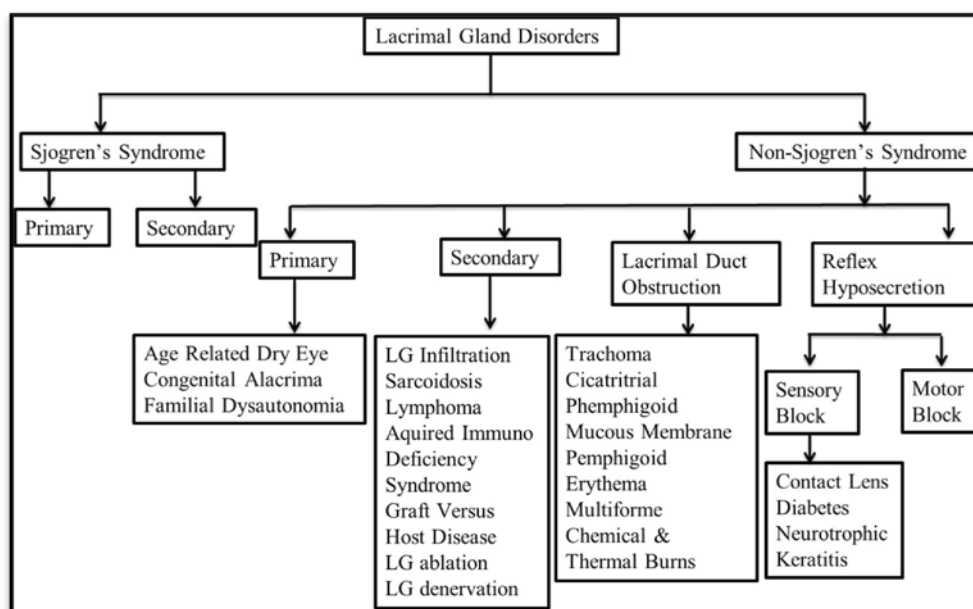 Lacrimal Gland Disorders
Sjogren's Syndrome
Non-Sjogren's Syndrome
Primary
Secondary
Primary
Secondary
Lacrimal Duct
Obstruction
Reflex
Hyposecretion
Age Related Dry Eye
Congenital Alacrima
Familial Dysautonomia
LG Infiltration
Sarcoidosis
Lymphoma
Aquired Immuno
Deficiency
Syndrome
Graft Versus
Host Disease
LG ablation
LG denervation
Trachoma
Cicatritrial
Phemphigoid
Mucous Membrane
Pemphigoid
Erythema
Multiforme
Chemical &
Thermal Burns
Sensory
Block
Motor
Block
Contact Lens
Diabetes
Neurotrophic
Keratitis